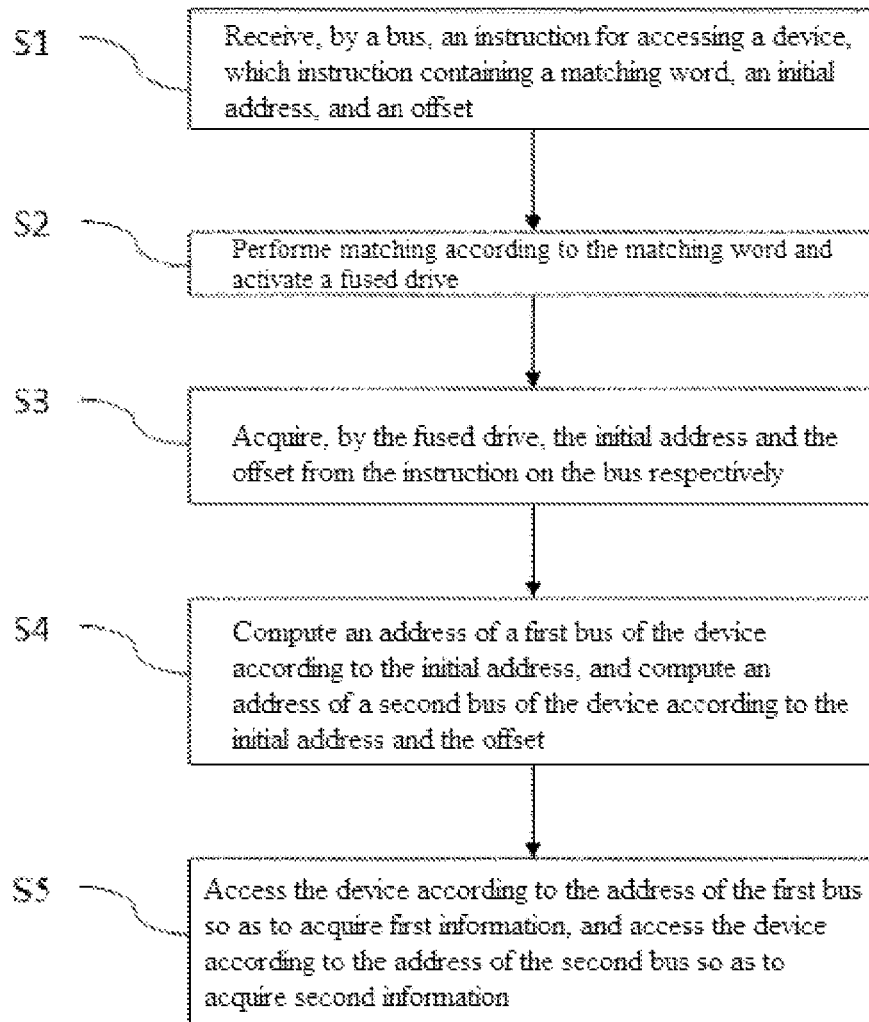 S1
Receive, by a bus, an instruction for accessing a device,
which instruction containing a matching word, an initial
address, and an offset
S2
Performe matching according to the matching word and
activate a fused drive
S3
Acquire, by the fused drive, the initial address and the
offset from the instruction on the bus respectively
S4
Compute an address of a first bus of the device
according to the initial address, and compute an
address of a second bus of the device according to the
initial address and the offset
S5
Access the device according to the address of the first bus
so as to acquire first information, and access the device
according to the address of the second bus so as to
acquire second information